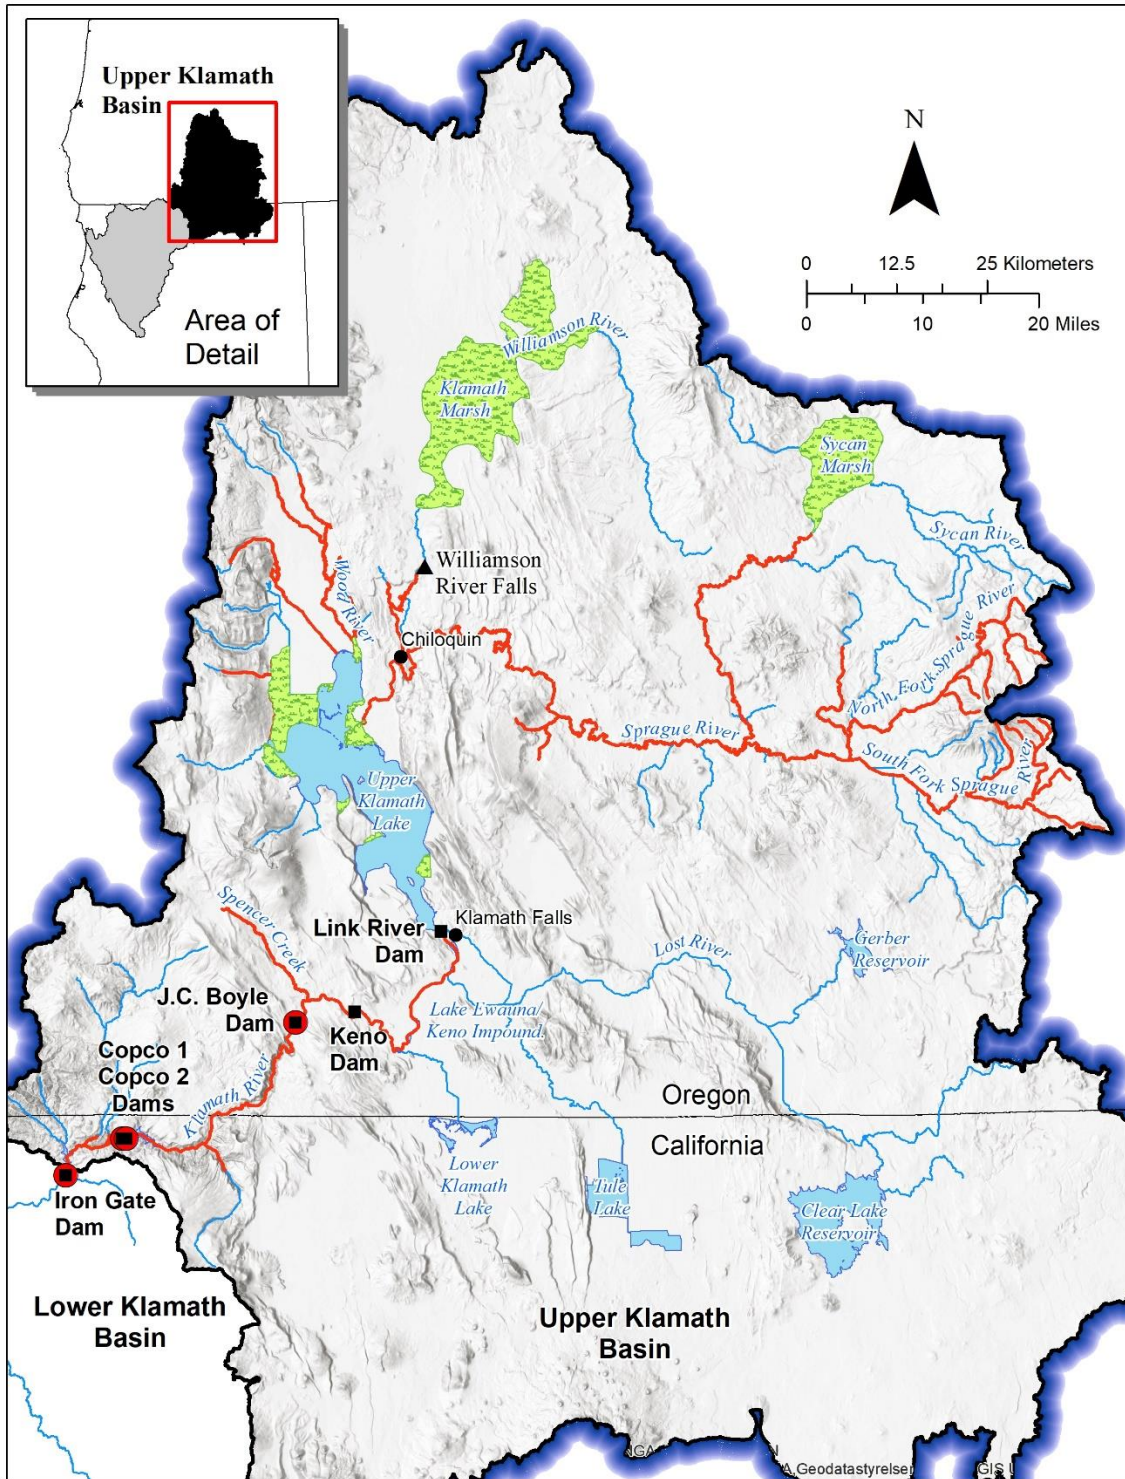 Upper Klamath
Basin
Area of
Detail
N
0 12.5 25 Kilometers
0 10 20 Miles
Williamson River
Klamath
Marsh
Sycan
Marsh
Sycan River
Williamson
River Falls
Wood River
Chiloquin
North Fork Sprague River
Sprague River
South Fork Sprague River
Upper
Klamath
Lake
Spencer Creek
Link River
Dam
Klamath Falls
Lost River
Gerber
Reservoir
J.C. Boyle
Dam
Keno
Dam
Lake Ewauna/
Keno Impound.
Copco 1
Copco 2
Dams
Klamath River
Oregon
California
Iron Gate
Dam
Lower
Klamath
Lake
Tule
Lake
Clear Lake
Reservoir
Lower Klamath
Basin
Upper Klamath
Basin
NGA
N
A,Geodatastyrelsen
GIS